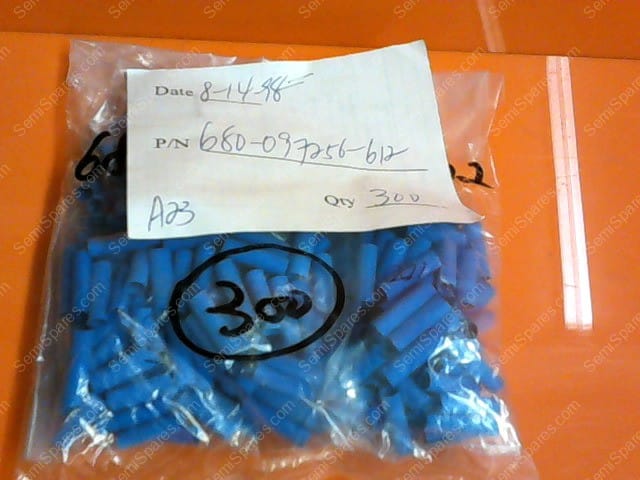 Date 8-14-98
P/N 680-097256-612
A23
Qty 300
300
SemiSpares.com